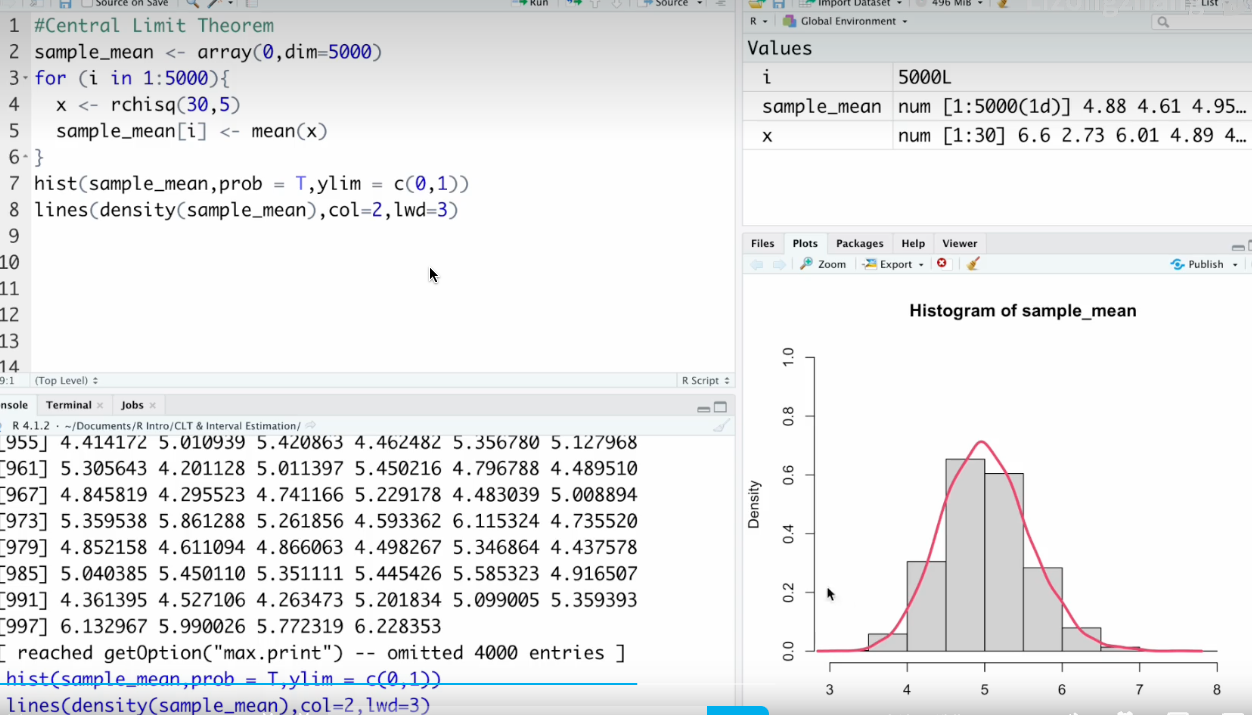 Source on Save
Run
Source
1 #Central Limit Theorem
2 sample_mean <- array(0,dim=5000)
3 for (i in 1:5000){
4 x <- rchisq(30,5)
5 sample_mean[i] <- mean(x)
6 }
7 hist(sample_mean,prob = T,ylim = c(0,1))
8 lines(density(sample_mean),col=2,lwd=3)
9
10
11
12
13
14
9:1 (Top Level) R Script
onsole Terminal Jobs
R 4.1.2 · ~/Documents/R Intro/CLT & Interval Estimation/
[955] 4.414172 5.010939 5.420863 4.462482 5.356780 5.127968
[961] 5.305643 4.201128 5.011397 5.450216 4.796788 4.489510
[967] 4.845819 4.295523 4.741166 5.229178 4.483039 5.008894
[973] 5.359538 5.861288 5.261856 4.593362 6.115324 4.735520
[979] 4.852158 4.611094 4.866063 4.498267 5.346864 4.437578
[985] 5.040385 5.450110 5.351111 5.445426 5.585323 4.916507
[991] 4.361395 4.527106 4.263473 5.201834 5.099005 5.359393
[997] 6.132967 5.990026 5.772319 6.228353
[ reached getOption("max.print") -- omitted 4000 entries ]
hist(sample_mean,prob = T,ylim = c(0,1))
lines(density(sample_mean),col=2,lwd=3)
Import Dataset 496 MiB List
R Global Environment
Values
i 5000L
sample_mean num [1:5000(1d)] 4.88 4.61 4.95…
x num [1:30] 6.6 2.73 6.01 4.89 4…
Files Plots Packages Help Viewer
Zoom Export Publish
Histogram of sample_mean
1.0
0.8
0.6
0.4
0.2
0.0
Density
3 4 5 6 7 8